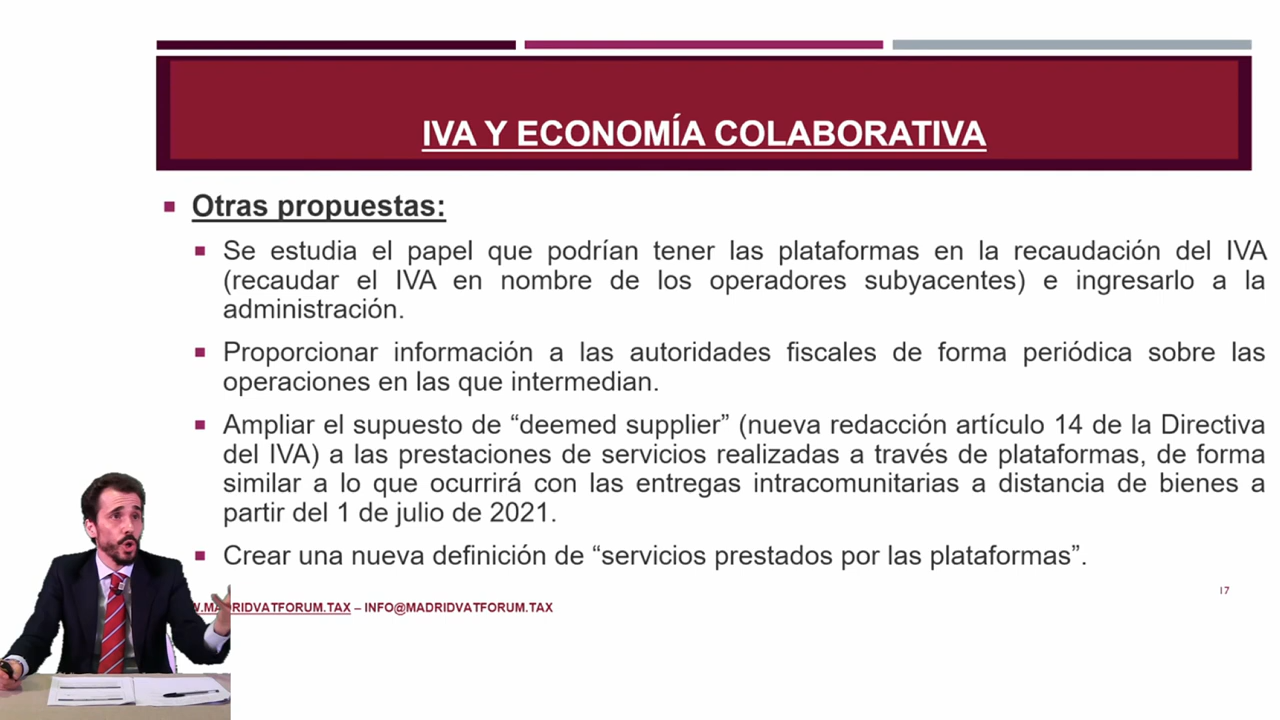 IVA Y ECONOMÍA COLABORATIVA
Otras propuestas:
Se estudia el papel que podrían tener las plataformas en la recaudación del IVA
(recaudar el IVA en nombre de los operadores subyacentes) e ingresarlo a la
administración.
Proporcionar información a las autoridades fiscales de forma periódica sobre las
operaciones en las que intermedian.
Ampliar el supuesto de “deemed supplier” (nueva redacción artículo 14 de la Directiva
del IVA) a las prestaciones de servicios realizadas a través de plataformas, de forma
similar a lo que ocurrirá con las entregas intracomunitarias a distancia de bienes a
partir del 1 de julio de 2021.
Crear una nueva definición de “servicios prestados por las plataformas”.
17
W.MADRIDVATFORUM.TAX – INFO@MADRIDVATFORUM.TAX